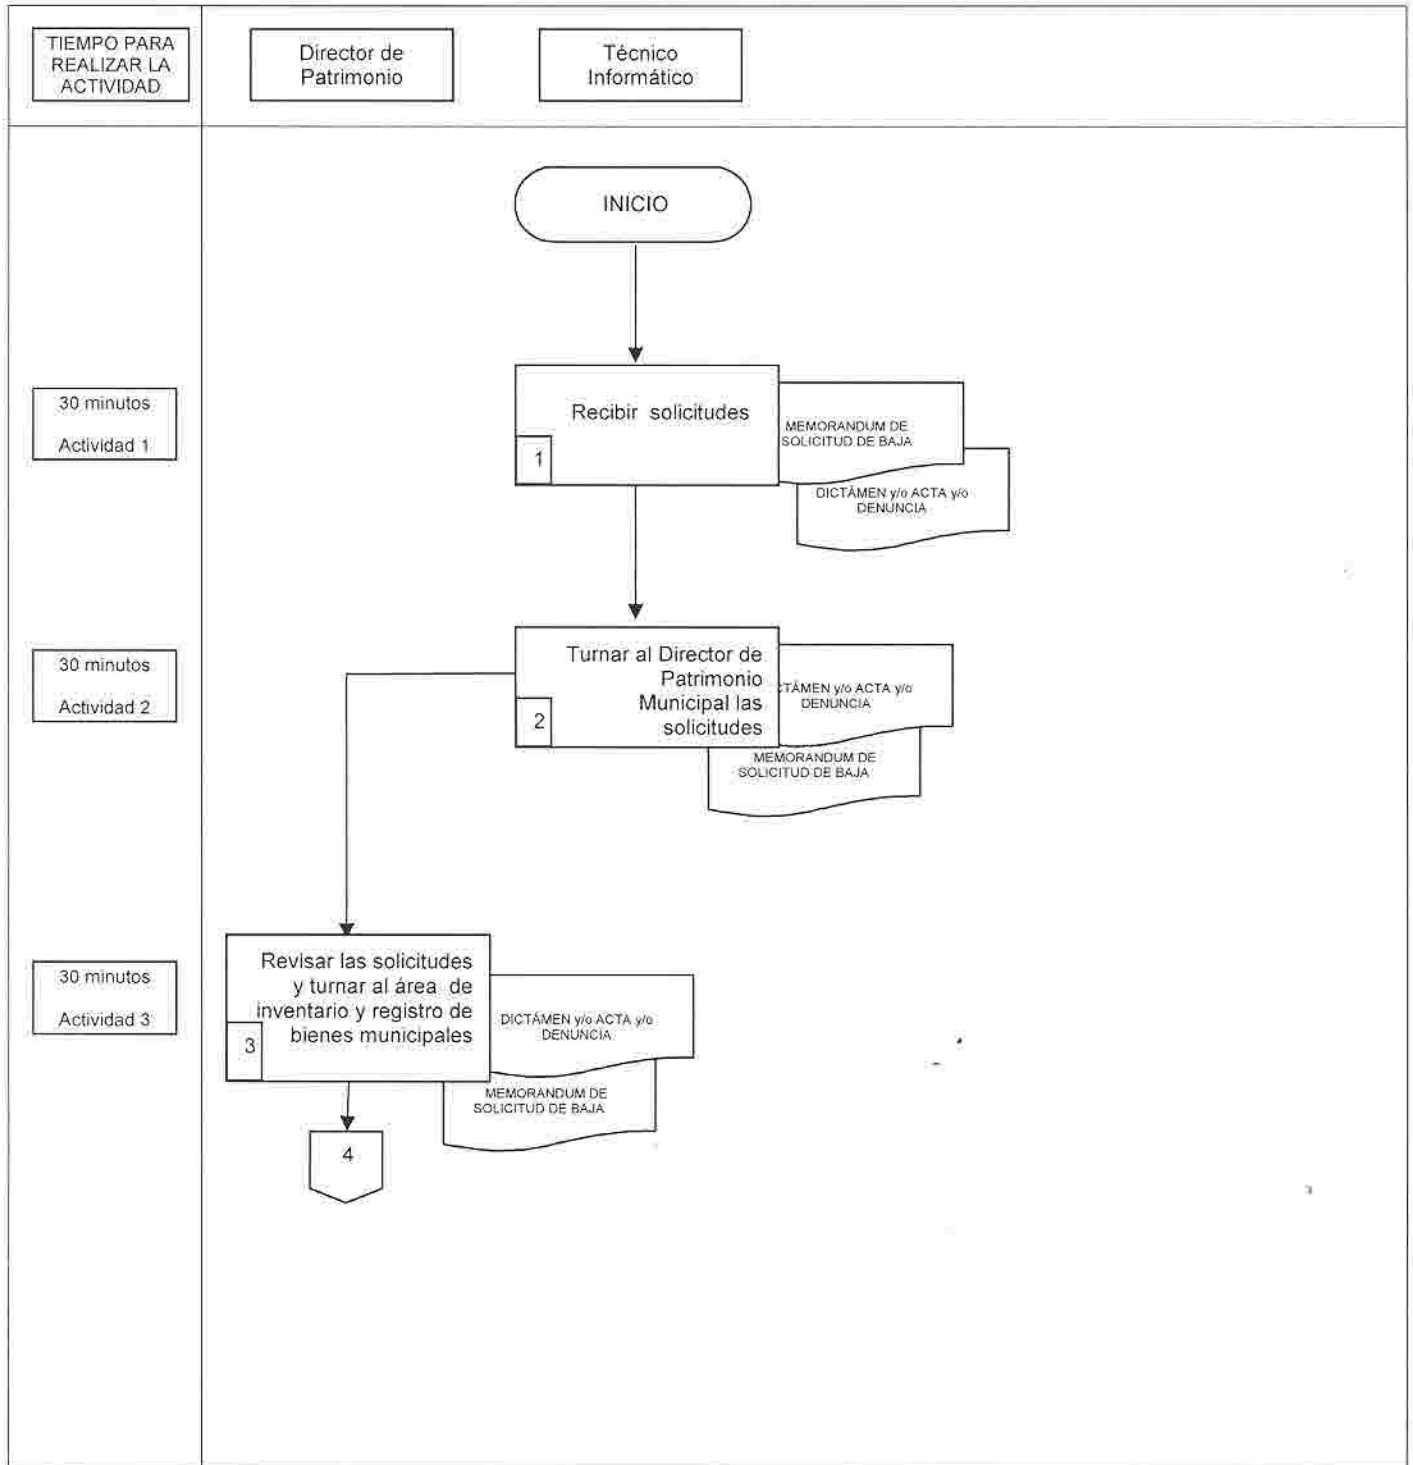 TIEMPO PARA
REALIZAR LA
ACTIVIDAD
Director de
Patrimonio
Técnico
Informático
INICIO
30 minutos
Actividad 1
Recibir solicitudes
1
MEMORANDUM DE
SOLICITUD DE BAJA
DICTÁMEN y/o ACTA y/o
DENUNCIA
30 minutos
Actividad 2
Turnar al Director de
Patrimonio
Municipal las
solicitudes
2
CTÁMEN y/o ACTA y/o
DENUNCIA
MEMORANDUM DE
SOLICITUD DE BAJA
30 minutos
Actividad 3
Revisar las solicitudes
y turnar al área de
inventario y registro de
bienes municipales
3
DICTÁMEN y/o ACTA y/o
DENUNCIA
MEMORANDUM DE
SOLICITUD DE BAJA
4